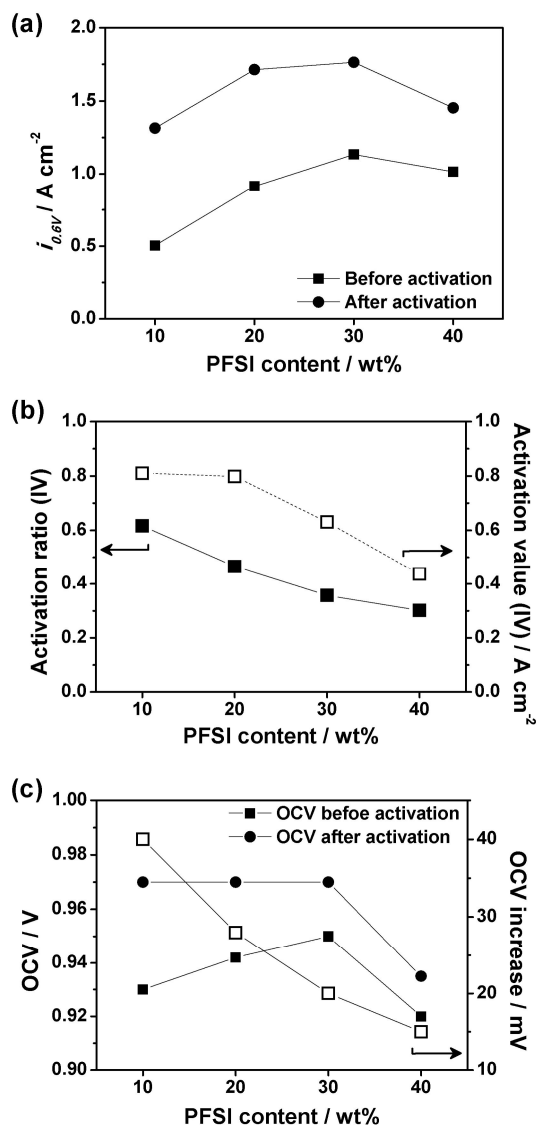 (a)
2.0
1.5
1.0
0.5
0.0
i0.6V / A cm-2
Before activation
After activation
10 20 30 40
PFSI content / wt%
(b)
1.0 1.0
0.8 0.8
0.6 0.6
0.4 0.4
0.2 0.2
0.0 0.0
Activation ratio (IV)
Activation value (IV) / A cm-2
10 20 30 40
PFSI content / wt%
(c)
1.00
0.98
0.96
0.94
0.92
0.90
OCV / V
OCV befoe activation
OCV after activation
40
30
20
10
OCV increase / mV
10 20 30 40
PFSI content / wt%